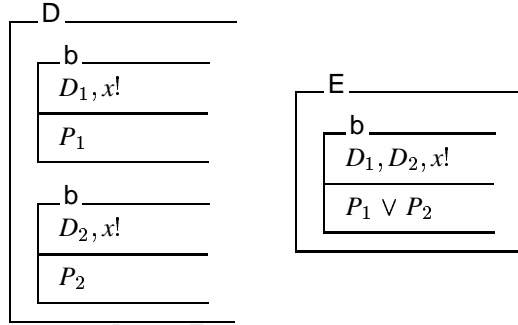 D
b
D₁, x!
P₁
b
D₂, x!
P₂
E
b
D₁, D₂, x!
P₁ ∨ P₂